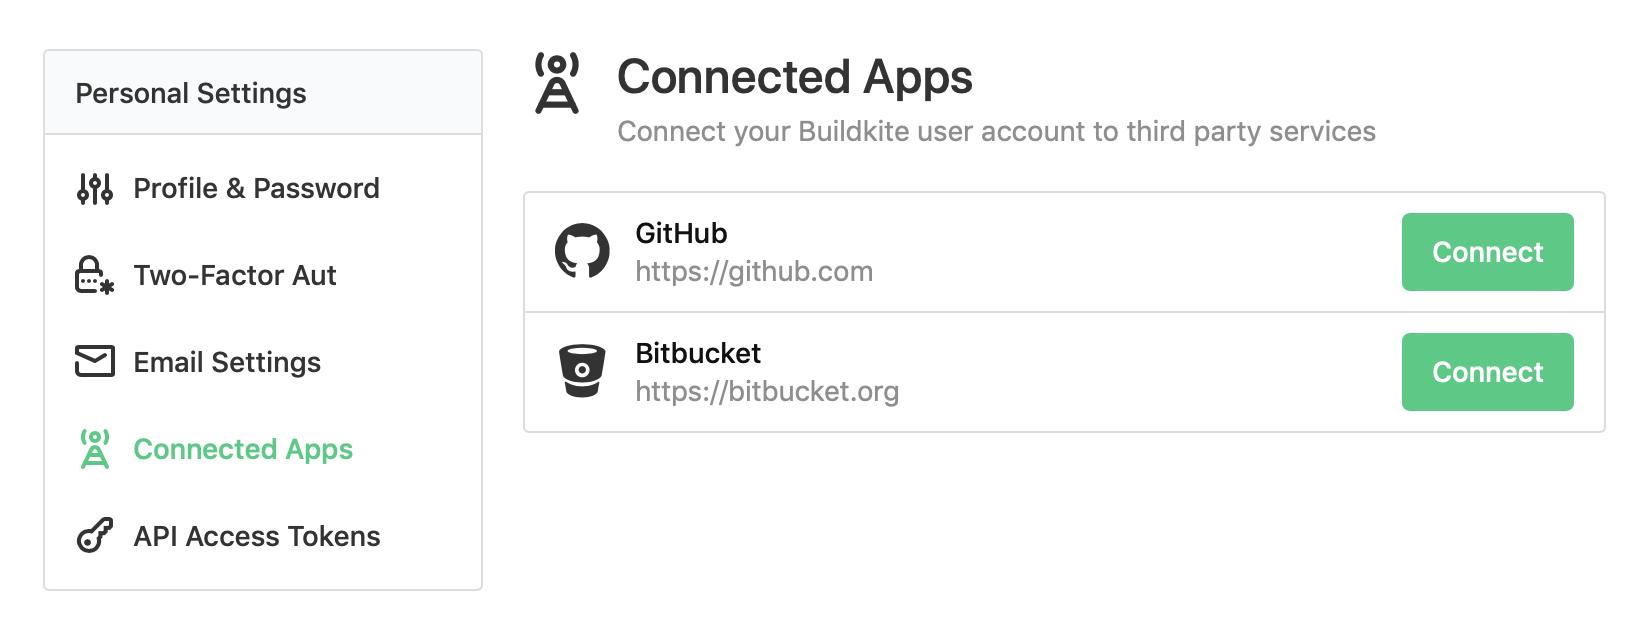 Personal Settings
Profile & Password
Two-Factor Aut
Email Settings
Connected Apps
API Access Tokens
Connected Apps
Connect your Buildkite user account to third party services
GitHub
https://github.com
Connect
Bitbucket
https://bitbucket.org
Connect